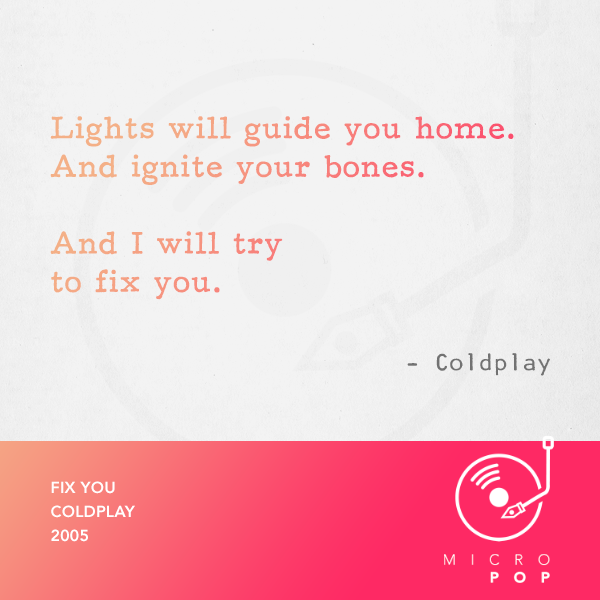 Lights will guide you home.
And ignite your bones.
And I will try
to fix you.
- Coldplay
FIX YOU
COLDPLAY
2005
MICRO
POP